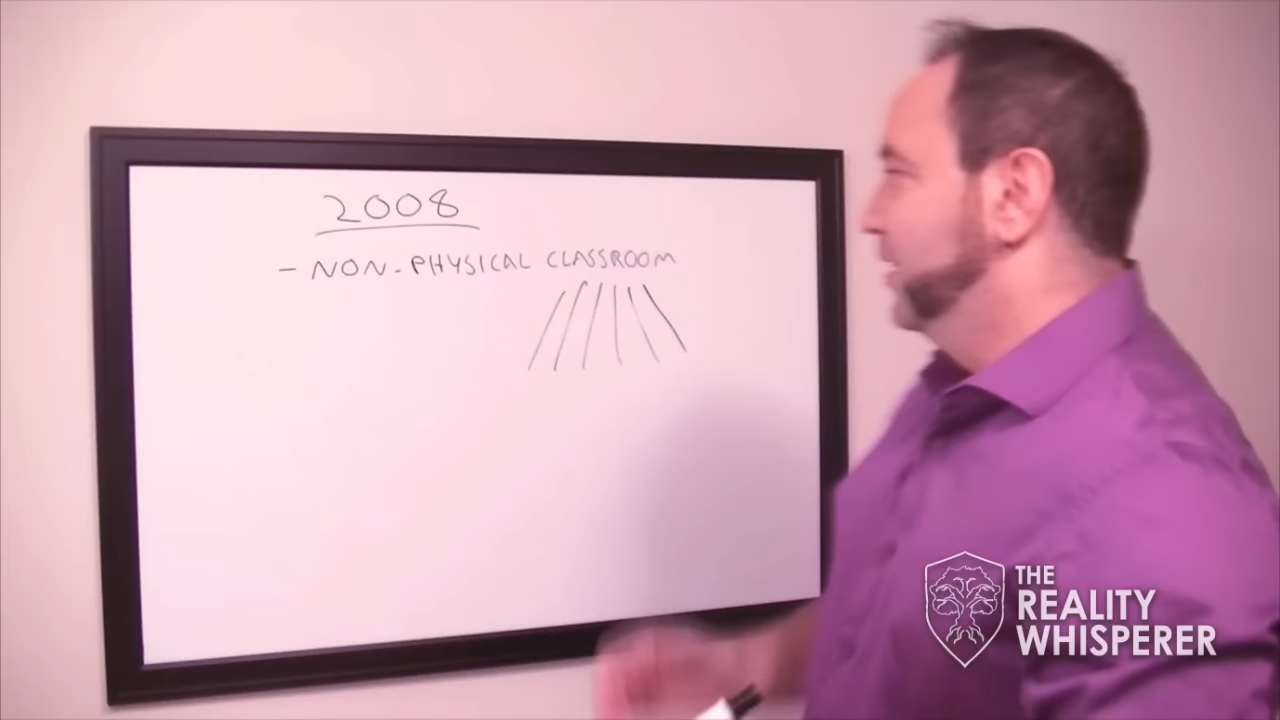 2008
- NON-PHYSICAL CLASSROOM
THE
REALITY
WHISPERER